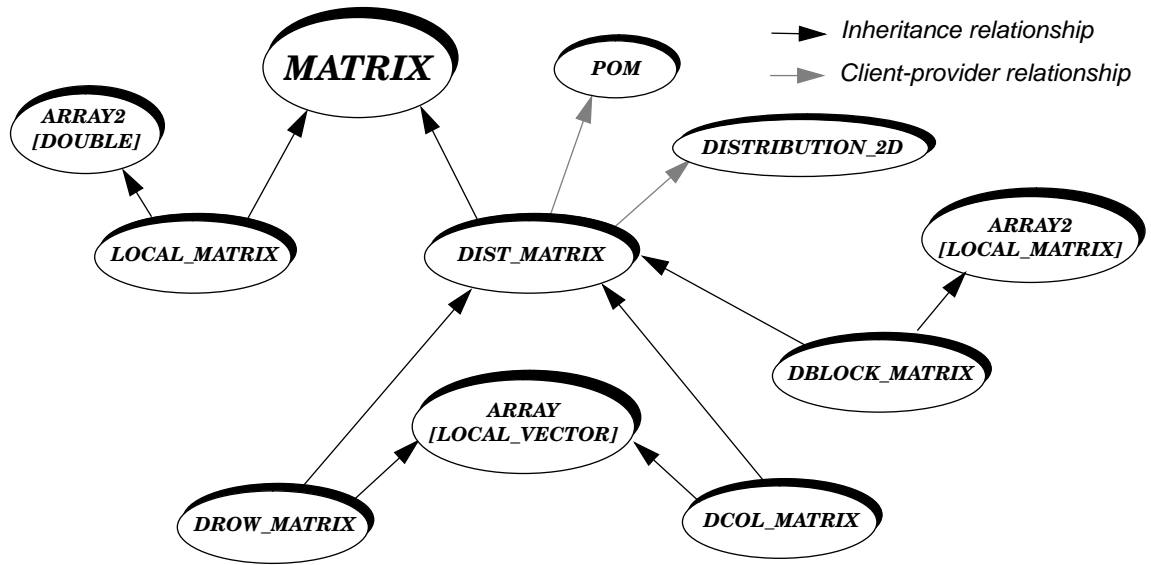 MATRIX
POM
Inheritance relationship
Client-provider relationship
ARRAY2
[DOUBLE]
DISTRIBUTION_2D
LOCAL_MATRIX
DIST_MATRIX
ARRAY2
[LOCAL_MATRIX]
DBLOCK_MATRIX
ARRAY
[LOCAL_VECTOR]
DROW_MATRIX
DCOL_MATRIX